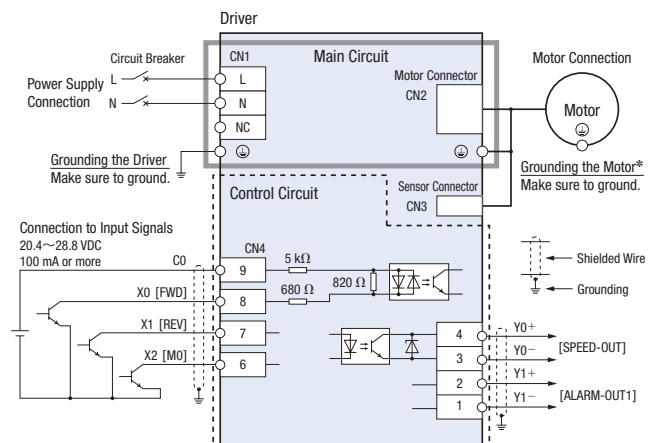 Driver
Circuit Breaker
CN1
Main Circuit
Motor Connection
Power Supply
Connection
L
N
L
N
NC
Motor Connector
CN2
Motor
Grounding the Driver
Make sure to ground.
Grounding the Motor*
Make sure to ground.
Control Circuit
Sensor Connector
CN3
Connection to Input Signals
20.4～28.8 VDC
100 mA or more
CN4
C0
9
5 kΩ
820 Ω
X0 [FWD]
8
680 Ω
X1 [REV]
7
X2 [M0]
6
Shielded Wire
Grounding
4
Y0+
3
Y0−
[SPEED-OUT]
2
Y1+
1
Y1−
[ALARM-OUT1]